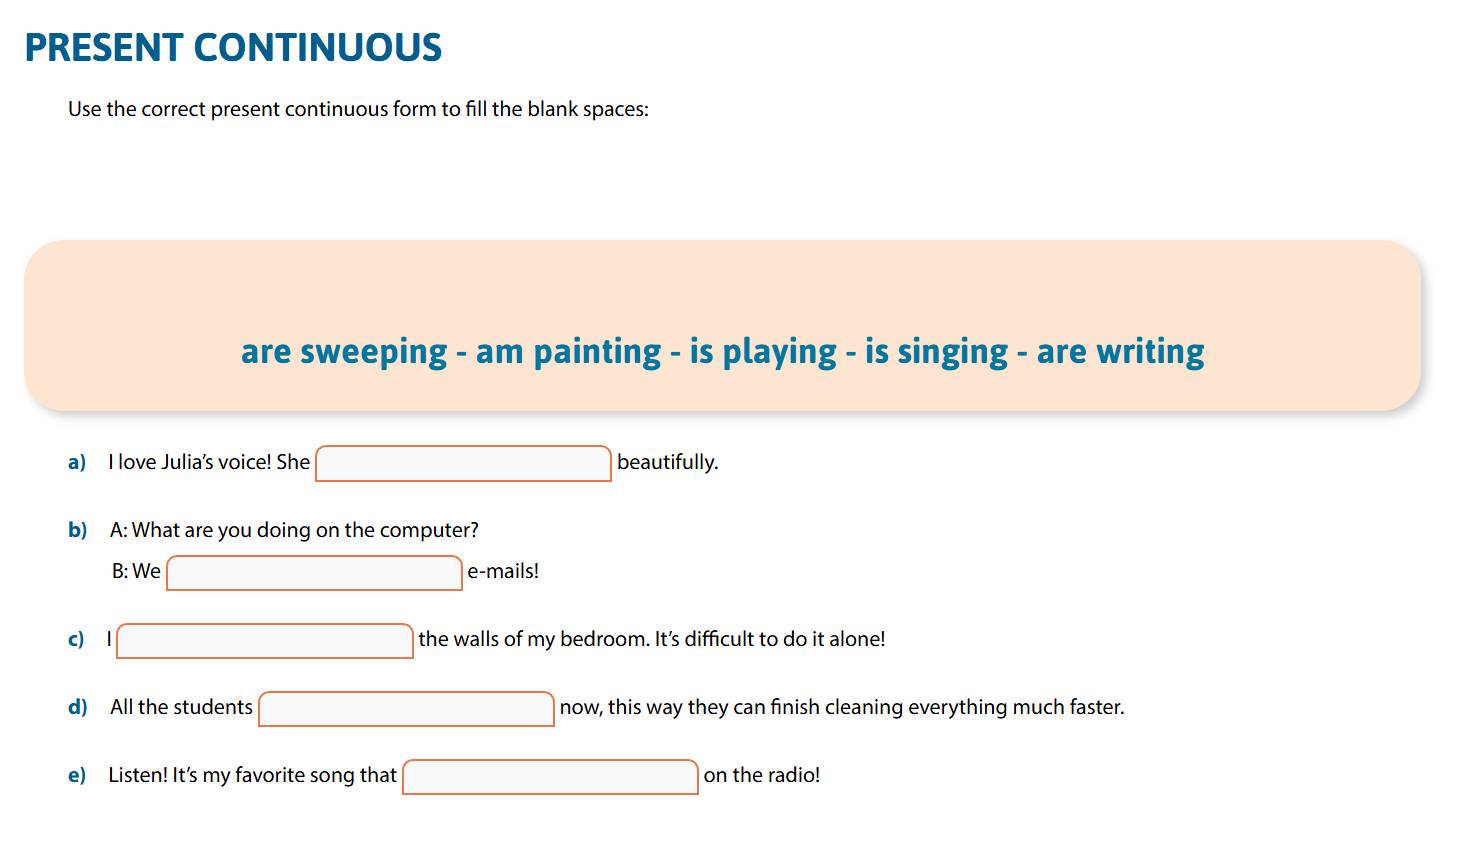 PRESENT CONTINUOUS
Use the correct present continuous form to fill the blank spaces:
are sweeping - am painting - is playing - is singing - are writing
a) I love Julia’s voice! She beautifully.
b) A: What are you doing on the computer?
B: We e-mails!
c) I the walls of my bedroom. It’s difficult to do it alone!
d) All the students now, this way they can finish cleaning everything much faster.
e) Listen! It’s my favorite song that on the radio!